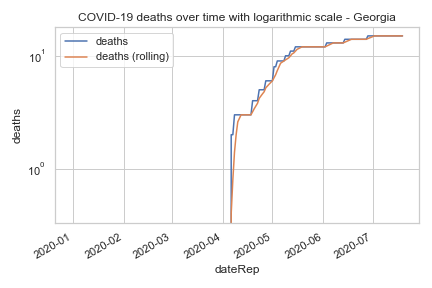 COVID-19 deaths over time with logarithmic scale - Georgia
deaths
deaths (rolling)
10¹
10⁰
deaths
2020-01
2020-02
2020-03
2020-04
2020-05
2020-06
2020-07
dateRep